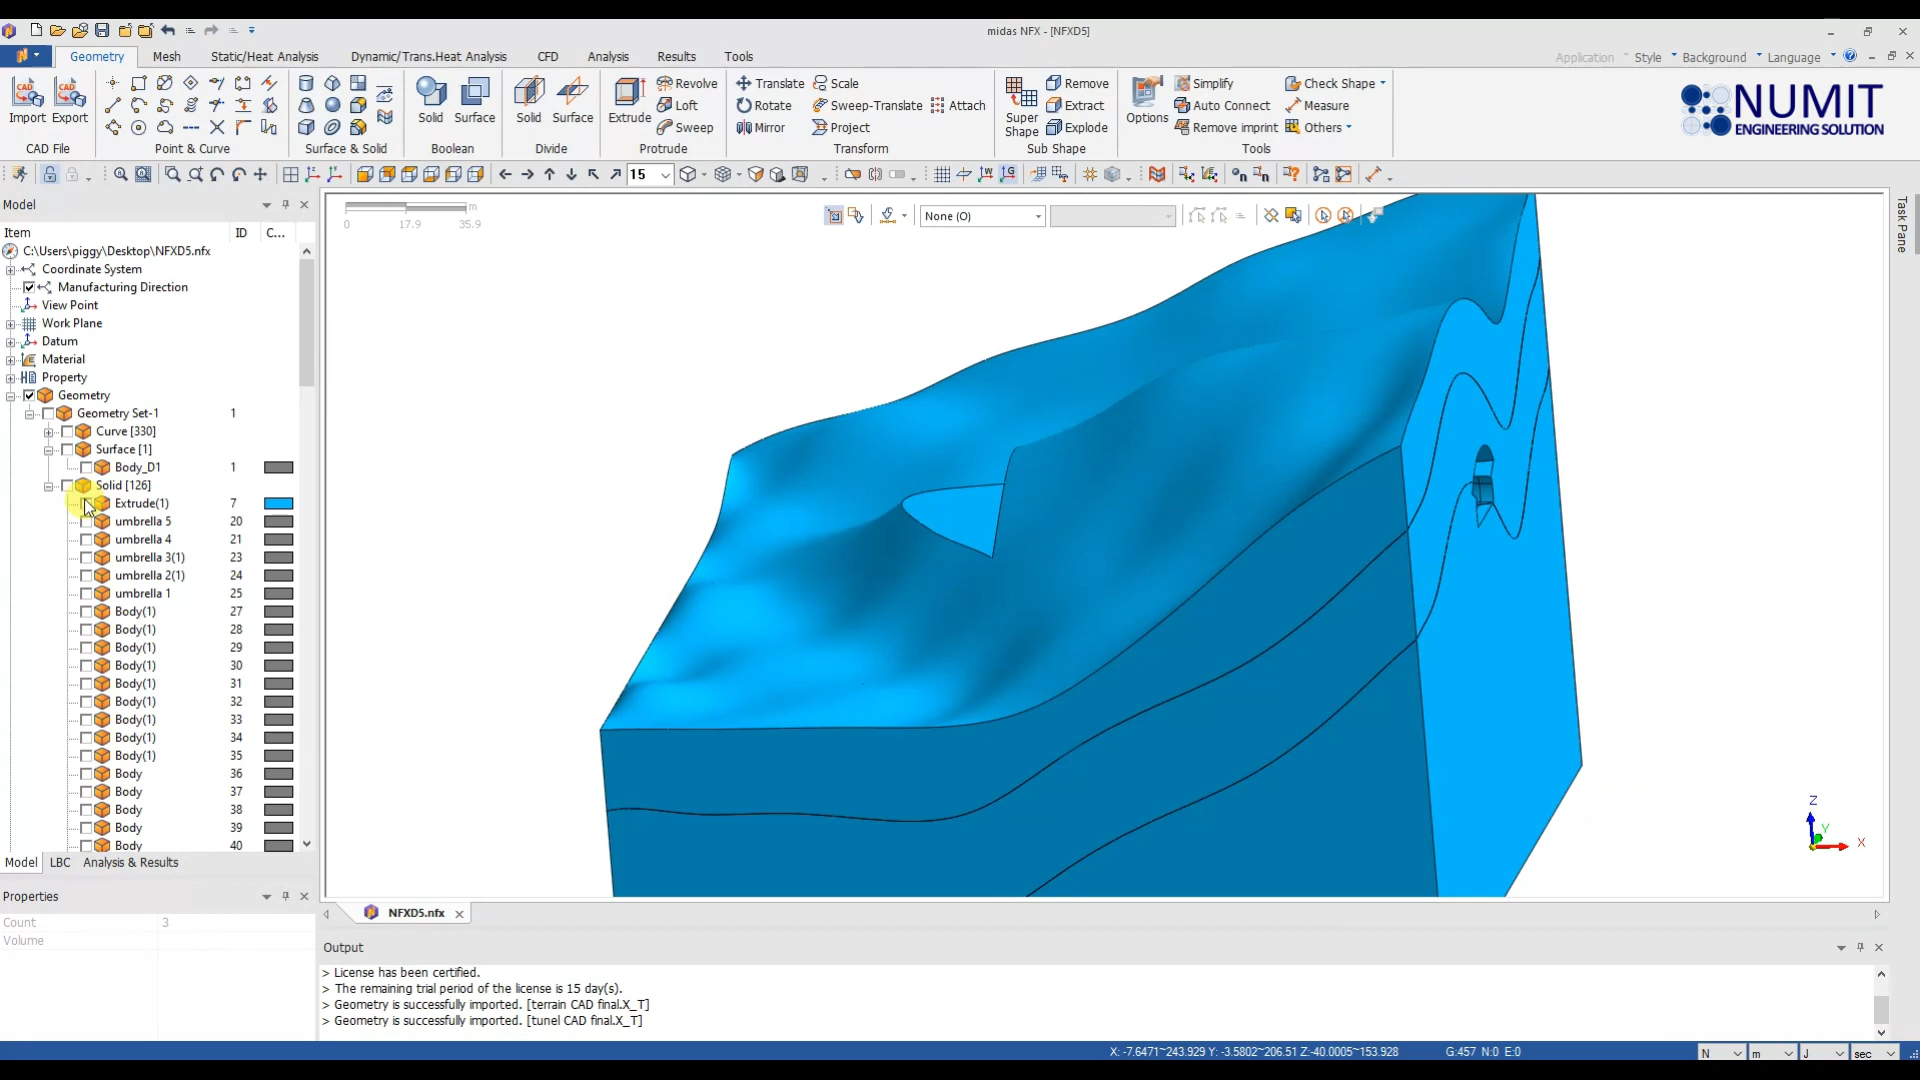 midas NFX - [NFXD5]
Geometry Mesh Static/Heat Analysis Dynamic/Trans.Heat Analysis CFD Analysis Results Tools
Application Style Background Language
Import Export
CAD File
Point & Curve
Surface & Solid
Solid Surface
Boolean
Solid Surface
Divide
Extrude Revolve
Loft
Sweep
Protrude
Translate Scale
Rotate Sweep-Translate Attach
Mirror Project
Transform
Super Shape Remove
Extract
Explode
Sub Shape
Options Simplify Check Shape
Auto Connect Measure
Remove imprint Others
Tools
NUMIT
ENGINEERING SOLUTION
15
Model
Item ID C...
C:\Users\piggy\Desktop\NFXD5.nfx
Coordinate System
Manufacturing Direction
View Point
Work Plane
Datum
Material
Property
Geometry
Geometry Set-1 1
Curve [330]
Surface [1]
Body_D1 1
Solid [126]
Extrude(1) 7
umbrella 5 20
umbrella 4 21
umbrella 3(1) 23
umbrella 2(1) 24
umbrella 1 25
Body(1) 27
Body(1) 28
Body(1) 29
Body(1) 30
Body(1) 31
Body(1) 32
Body(1) 33
Body(1) 34
Body(1) 35
Body 36
Body 37
Body 38
Body 39
Body 40
Model LBC Analysis & Results
Properties
Count 3
Volume
m
0 17.9 35.9
None (O)
Task Pane
Z
Y
X
NFXD5.nfx
Output
> License has been certified.
> The remaining trial period of the license is 15 day(s).
> Geometry is successfully imported. [terrain CAD final.X_T]
> Geometry is successfully imported. [tunel CAD final.X_T]
X: -7.6471~243.929 Y: -3.5802~206.51 Z:-40.0005~153.928 G:457 N:0 E:0
N m J sec